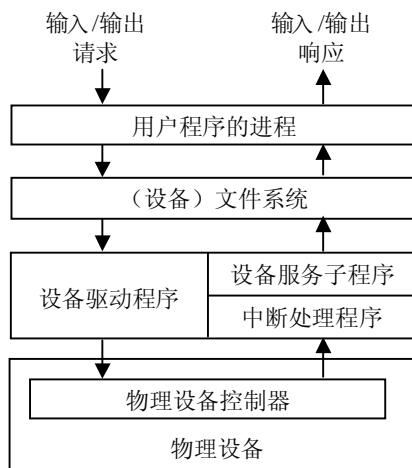 输入/输出 输入/输出
请求 响应
用户程序的进程
（设备）文件系统
设备驱动程序
设备服务子程序
中断处理程序
物理设备控制器
物理设备